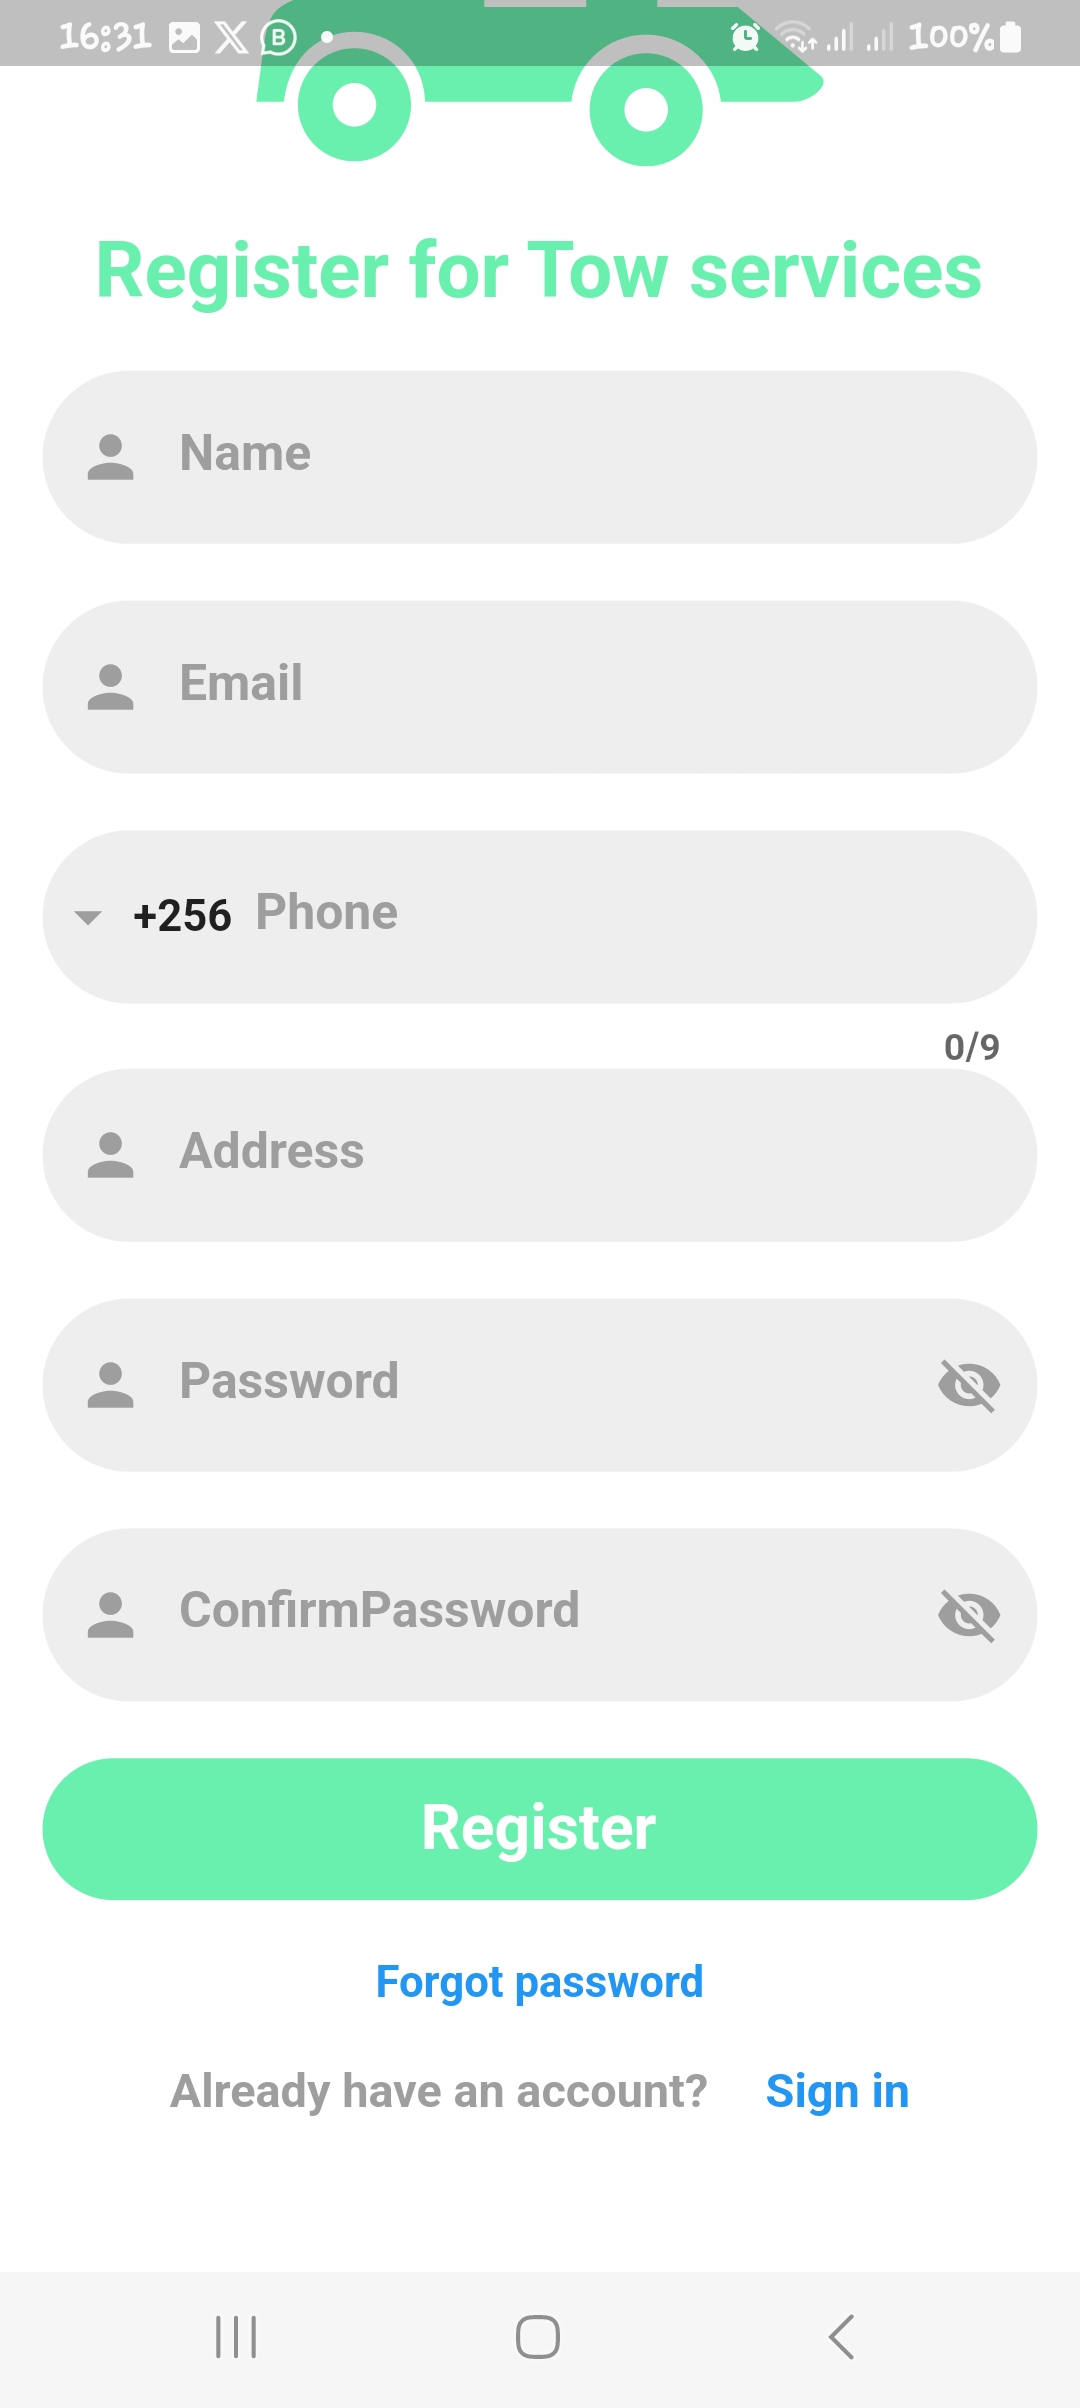 16:31 B 100%
Register for Tow services
Name
Email
+256 Phone
0/9
Address
Password
ConfirmPassword
Register
Forgot password
Already have an account? Sign in